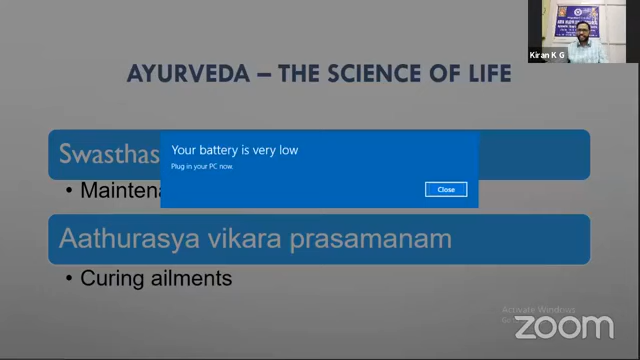 Kiran K G
AYURVEDA – THE SCIENCE OF LIFE
Swasthas
• Maintena
Your battery is very low
Plug in your PC now.
Close
Aathurasya vikara prasamanam
• Curing ailments
Activate Windows
zoom